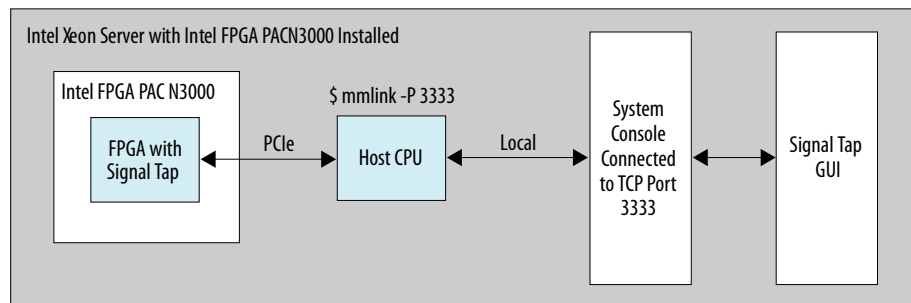 Intel Xeon Server with Intel FPGA PACN3000 Installed
Intel FPGA PAC N3000
FPGA with
Signal Tap
PCIe
$ mmlink -P 3333
Host CPU
Local
System
Console
Connected
to TCP Port
3333
Signal Tap
GUI